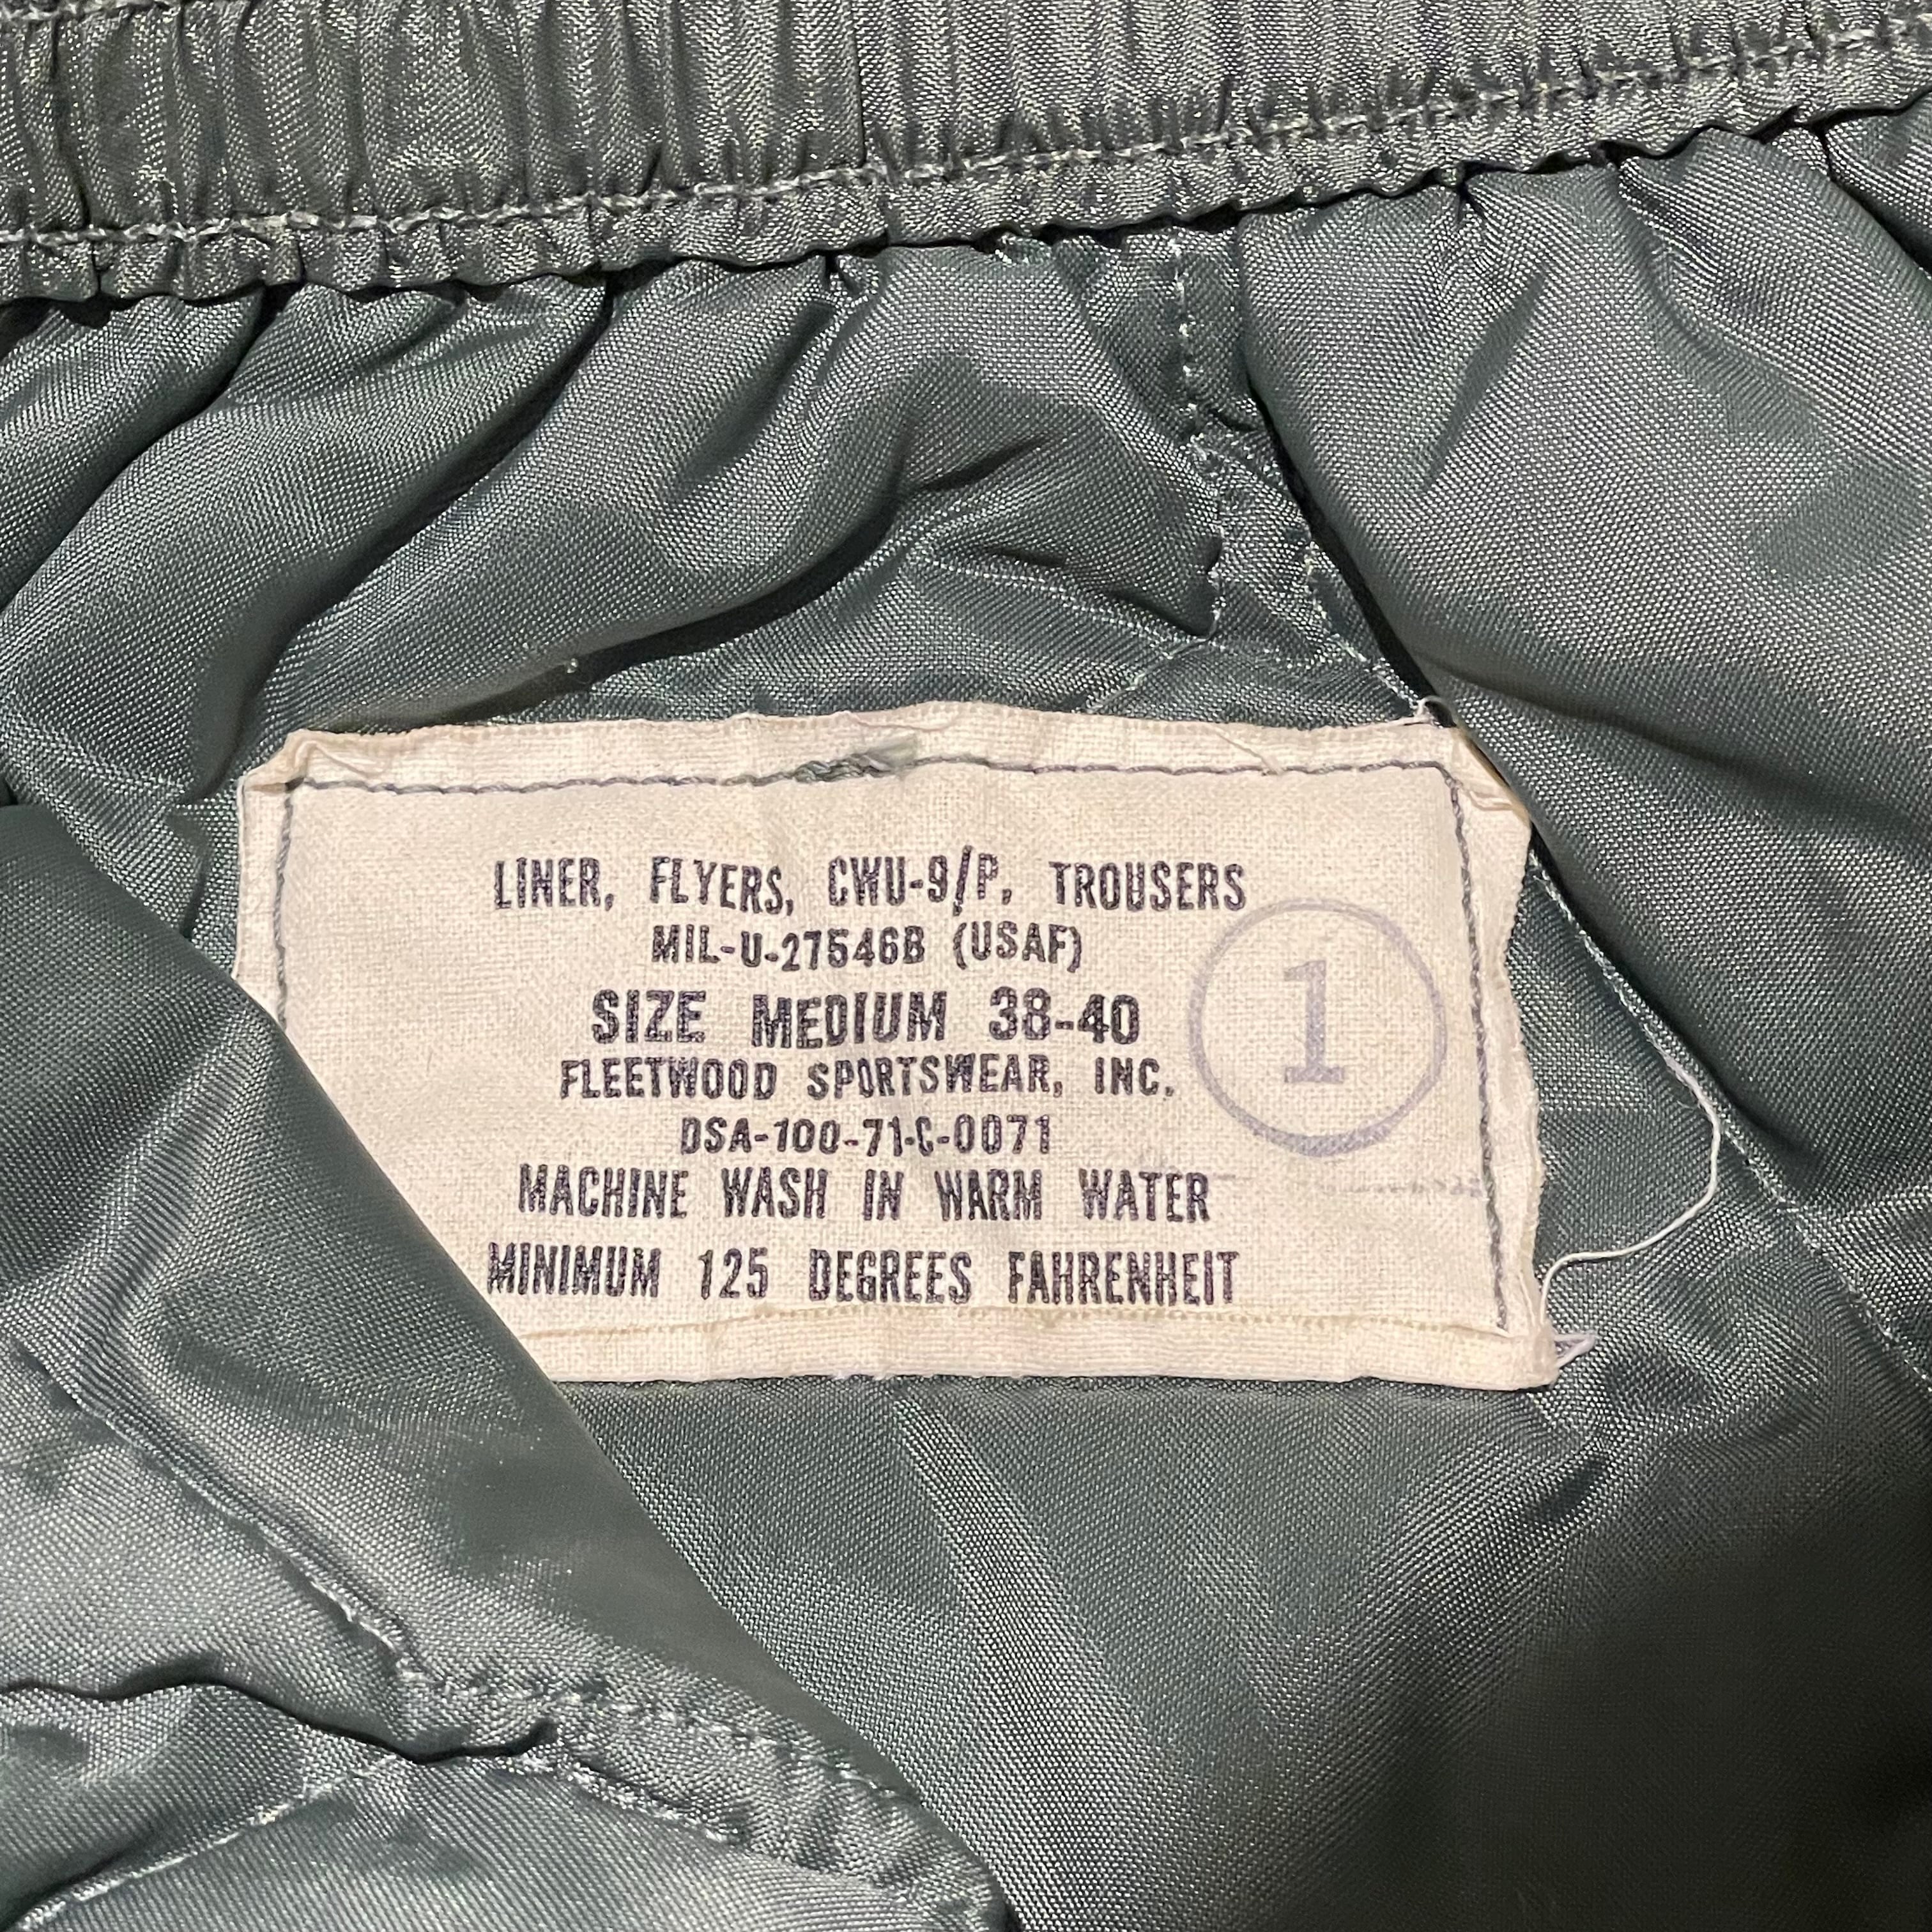 LINER, FLYERS, CWU-9/P, TROUSERS
MIL-U-27546B (USAF)
SIZE MEDIUM 38-40
FLEETWOOD SPORTSWEAR, INC.
DSA-100-71-C-0071
MACHINE WASH IN WARM WATER
MINIMUM 125 DEGREES FAHRENHEIT
1